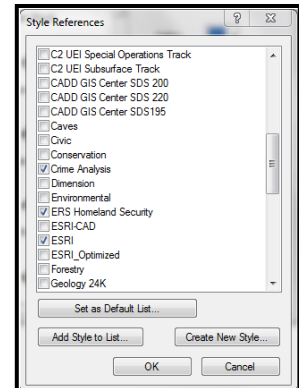 Style References
C2 UEI Special Operations Track
C2 UEI Subsurface Track
CADD GIS Center SDS 200
CADD GIS Center SDS 220
CADD GIS Center SDS195
Caves
Civic
Conservation
Crime Analysis
Dimension
Environmental
ERS Homeland Security
ESRI-CAD
ESRI
ESRI_Optimized
Forestry
Geology 24K
Set as Default List...
Add Style to List... Create New Style...
OK Cancel